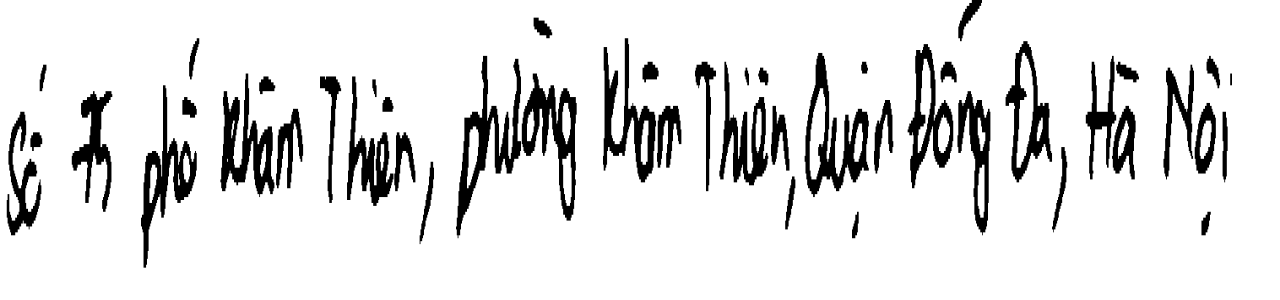 Số phố Khâm Thiên, phường Khâm Thiên, Quận Đống Đa, Hà Nội